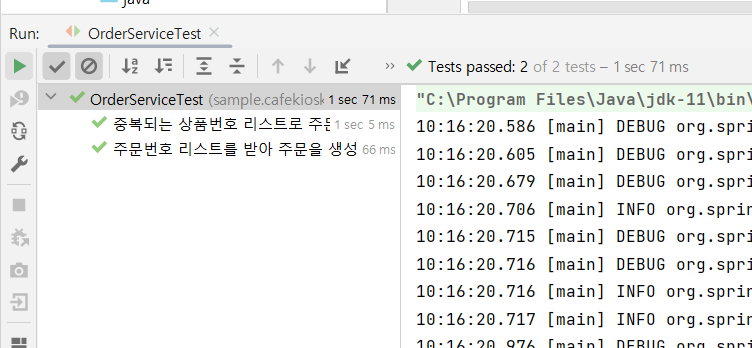 java
Run: OrderServiceTest
Tests passed: 2 of 2 tests – 1 sec 71 ms
OrderServiceTest (sample.cafekiosk 1 sec 71 ms
중복되는 상품번호 리스트로 주문 1 sec 5 ms
주문번호 리스트를 받아 주문을 생성 66 ms
"C:\Program Files\Java\jdk-11\bin\
10:16:20.586 [main] DEBUG org.spri
10:16:20.605 [main] DEBUG org.spri
10:16:20.679 [main] DEBUG org.spri
10:16:20.706 [main] INFO org.sprin
10:16:20.715 [main] DEBUG org.spri
10:16:20.716 [main] DEBUG org.spri
10:16:20.716 [main] INFO org.sprin
10:16:20.717 [main] INFO org.sprin
10:16:20.976 [main] DEBUG org.spri